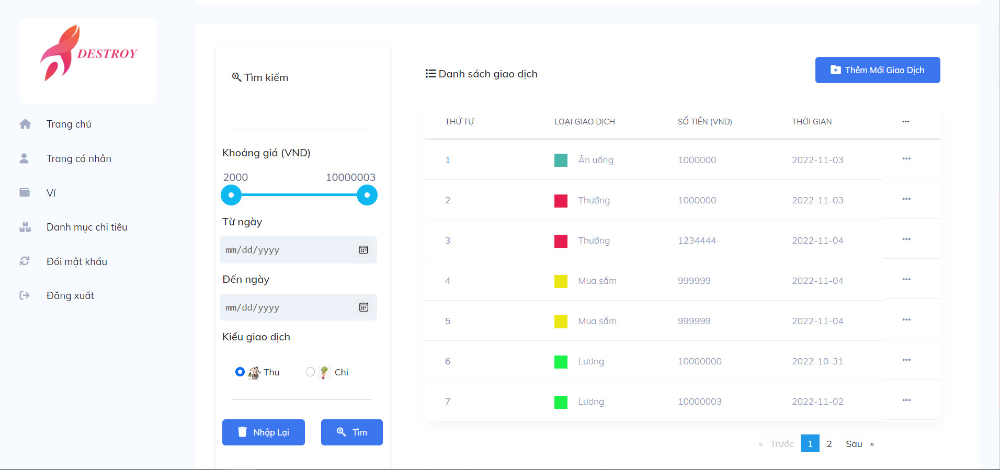 DESTROY
Trang chủ
Trang cá nhân
Ví
Danh mục chi tiêu
Đổi mật khẩu
Đăng xuất
Tìm kiếm
Khoảng giá (VND)
2000 10000003
Từ ngày
mm/dd/yyyy
Đến ngày
mm/dd/yyyy
Kiểu giao dịch
Thu Chi
Nhập Lại Tìm
Danh sách giao dịch
Thêm Mới Giao Dịch
THỨ TỰ LOẠI GIAO DỊCH SỐ TIỀN (VND) THỜI GIAN ...
1 Ăn uống 1000000 2022-11-03 ...
2 Thưởng 1000000 2022-11-03 ...
3 Thưởng 1234444 2022-11-04 ...
4 Mua sắm 999999 2022-11-04 ...
5 Mua sắm 999999 2022-11-04 ...
6 Lương 10000000 2022-10-31 ...
7 Lương 10000003 2022-11-02 ...
« Trước 1 2 Sau »